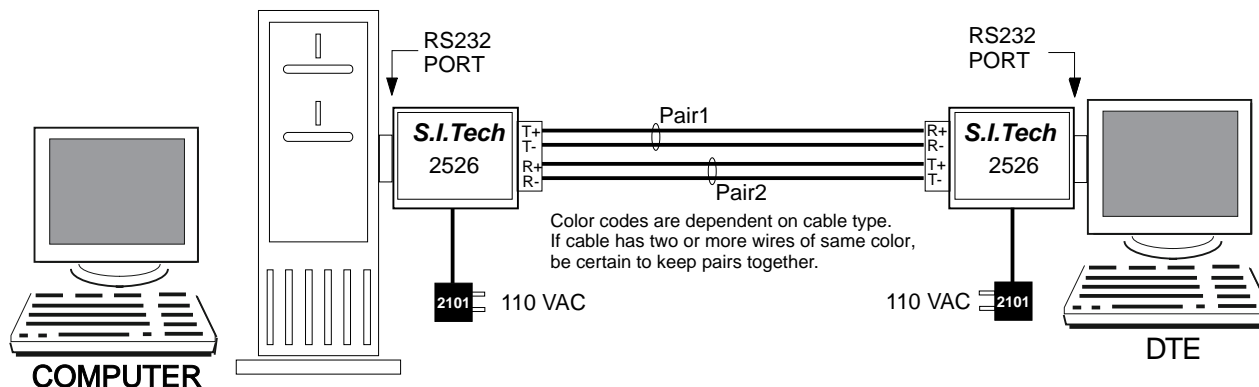 RS232
PORT
RS232
PORT
S.I.Tech
2526
T+
T-
R+
R-
Pair1
Pair2
R+
R-
T+
T-
S.I.Tech
2526
Color codes are dependent on cable type.
If cable has two or more wires of same color,
be certain to keep pairs together.
2101
110 VAC
110 VAC
2101
COMPUTER
DTE